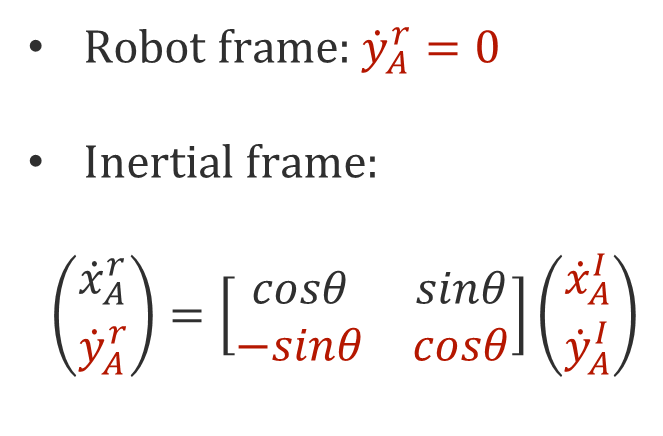 • Robot frame: ẏ_A^r = 0
• Inertial frame:
(ẋ_A^r) = [cosθ sinθ] (ẋ_A^I)
(ẏ_A^r) [−sinθ cosθ] (ẏ_A^I)